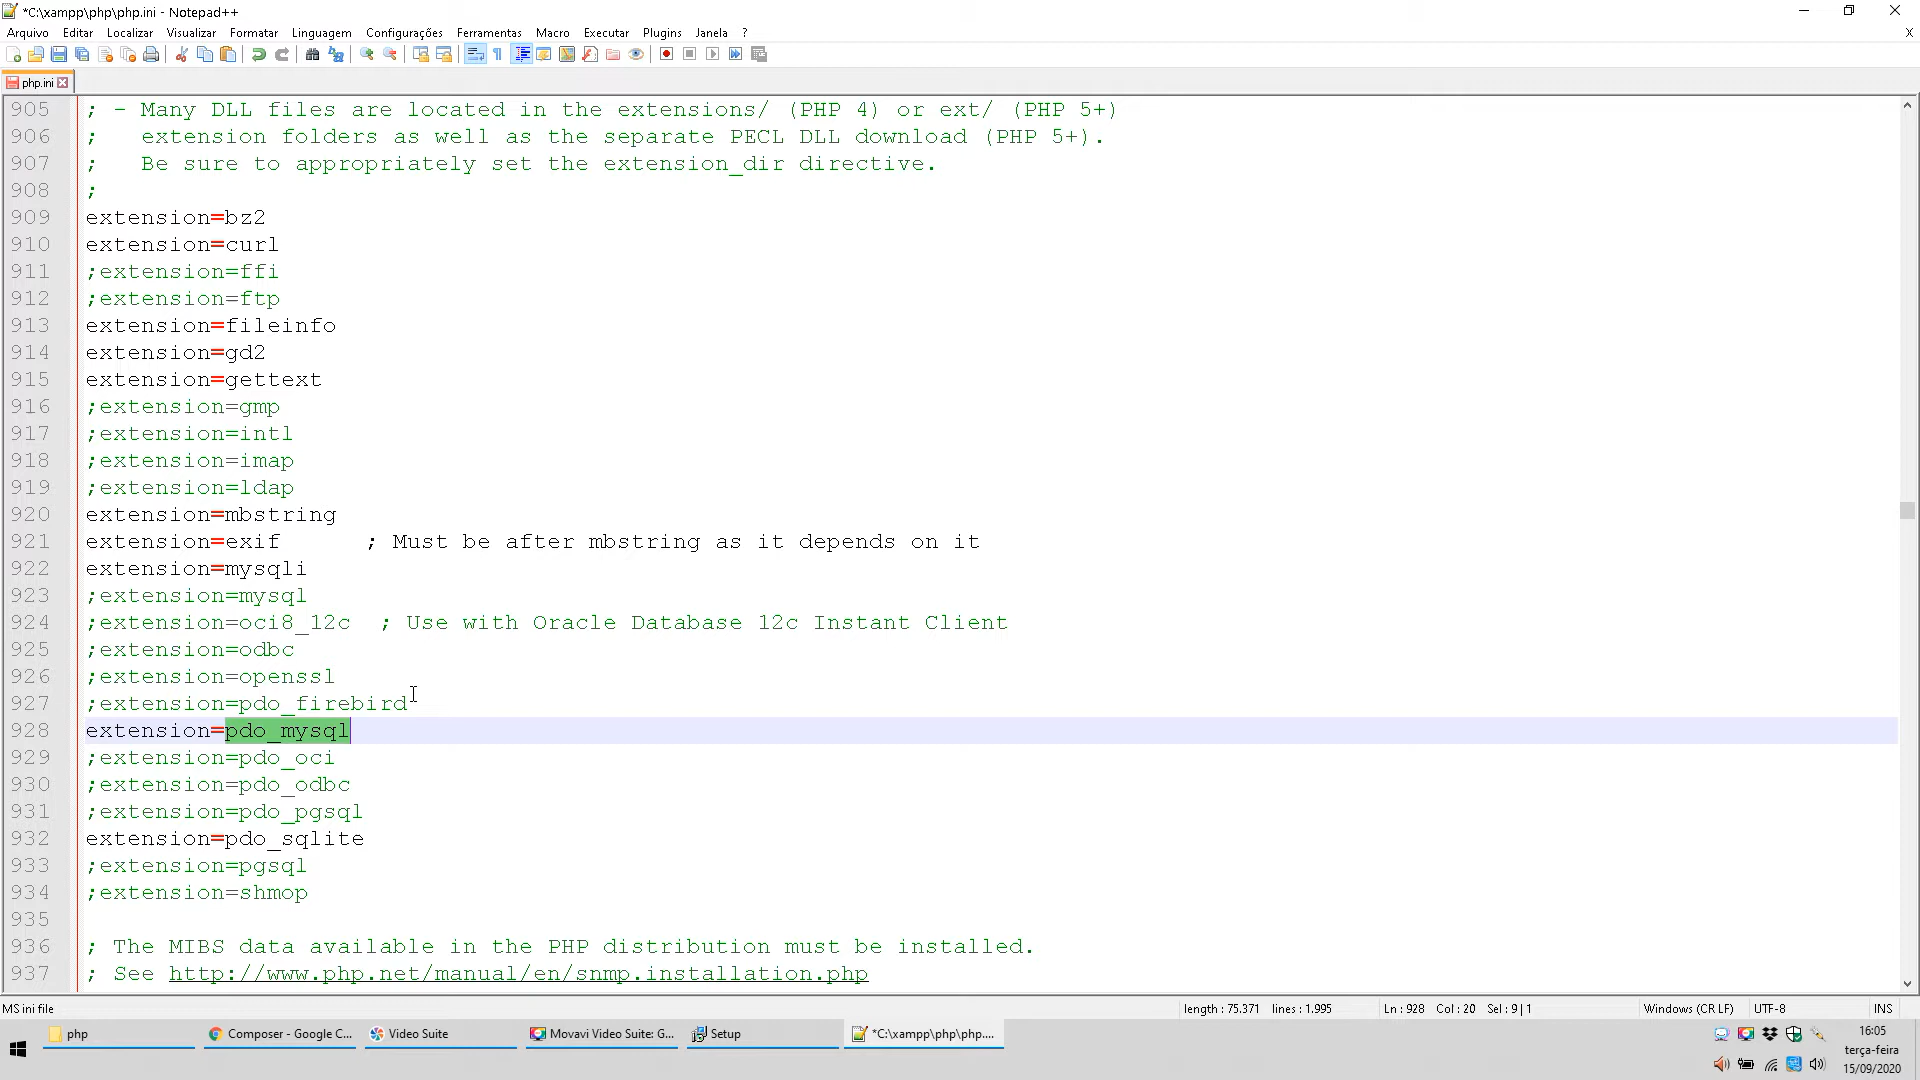 *C:\xampp\php\php.ini - Notepad++
Arquivo Editar Localizar Visualizar Formatar Linguagem Configurações Ferramentas Macro Executar Plugins Janela ? X
php.ini
905 ; - Many DLL files are located in the extensions/ (PHP 4) or ext/ (PHP 5+)
906 ;   extension folders as well as the separate PECL DLL download (PHP 5+).
907 ;   Be sure to appropriately set the extension_dir directive.
908 ;
909 extension=bz2
910 extension=curl
911 ;extension=ffi
912 ;extension=ftp
913 extension=fileinfo
914 extension=gd2
915 extension=gettext
916 ;extension=gmp
917 ;extension=intl
918 ;extension=imap
919 ;extension=ldap
920 extension=mbstring
921 extension=exif      ; Must be after mbstring as it depends on it
922 extension=mysqli
923 ;extension=mysql
924 ;extension=oci8_12c  ; Use with Oracle Database 12c Instant Client
925 ;extension=odbc
926 ;extension=openssl
927 ;extension=pdo_firebird
928 extension=pdo_mysql
929 ;extension=pdo_oci
930 ;extension=pdo_odbc
931 ;extension=pdo_pgsql
932 extension=pdo_sqlite
933 ;extension=pgsql
934 ;extension=shmop
935
936 ; The MIBS data available in the PHP distribution must be installed.
937 ; See http://www.php.net/manual/en/snmp.installation.php
MS ini file length : 75.371 lines : 1.995 Ln : 928 Col : 20 Sel : 9 | 1 Windows (CR LF) UTF-8 INS
php Composer - Google C... Video Suite Movavi Video Suite: G... Setup *C:\xampp\php\php....
16:05
terça-feira
15/09/2020